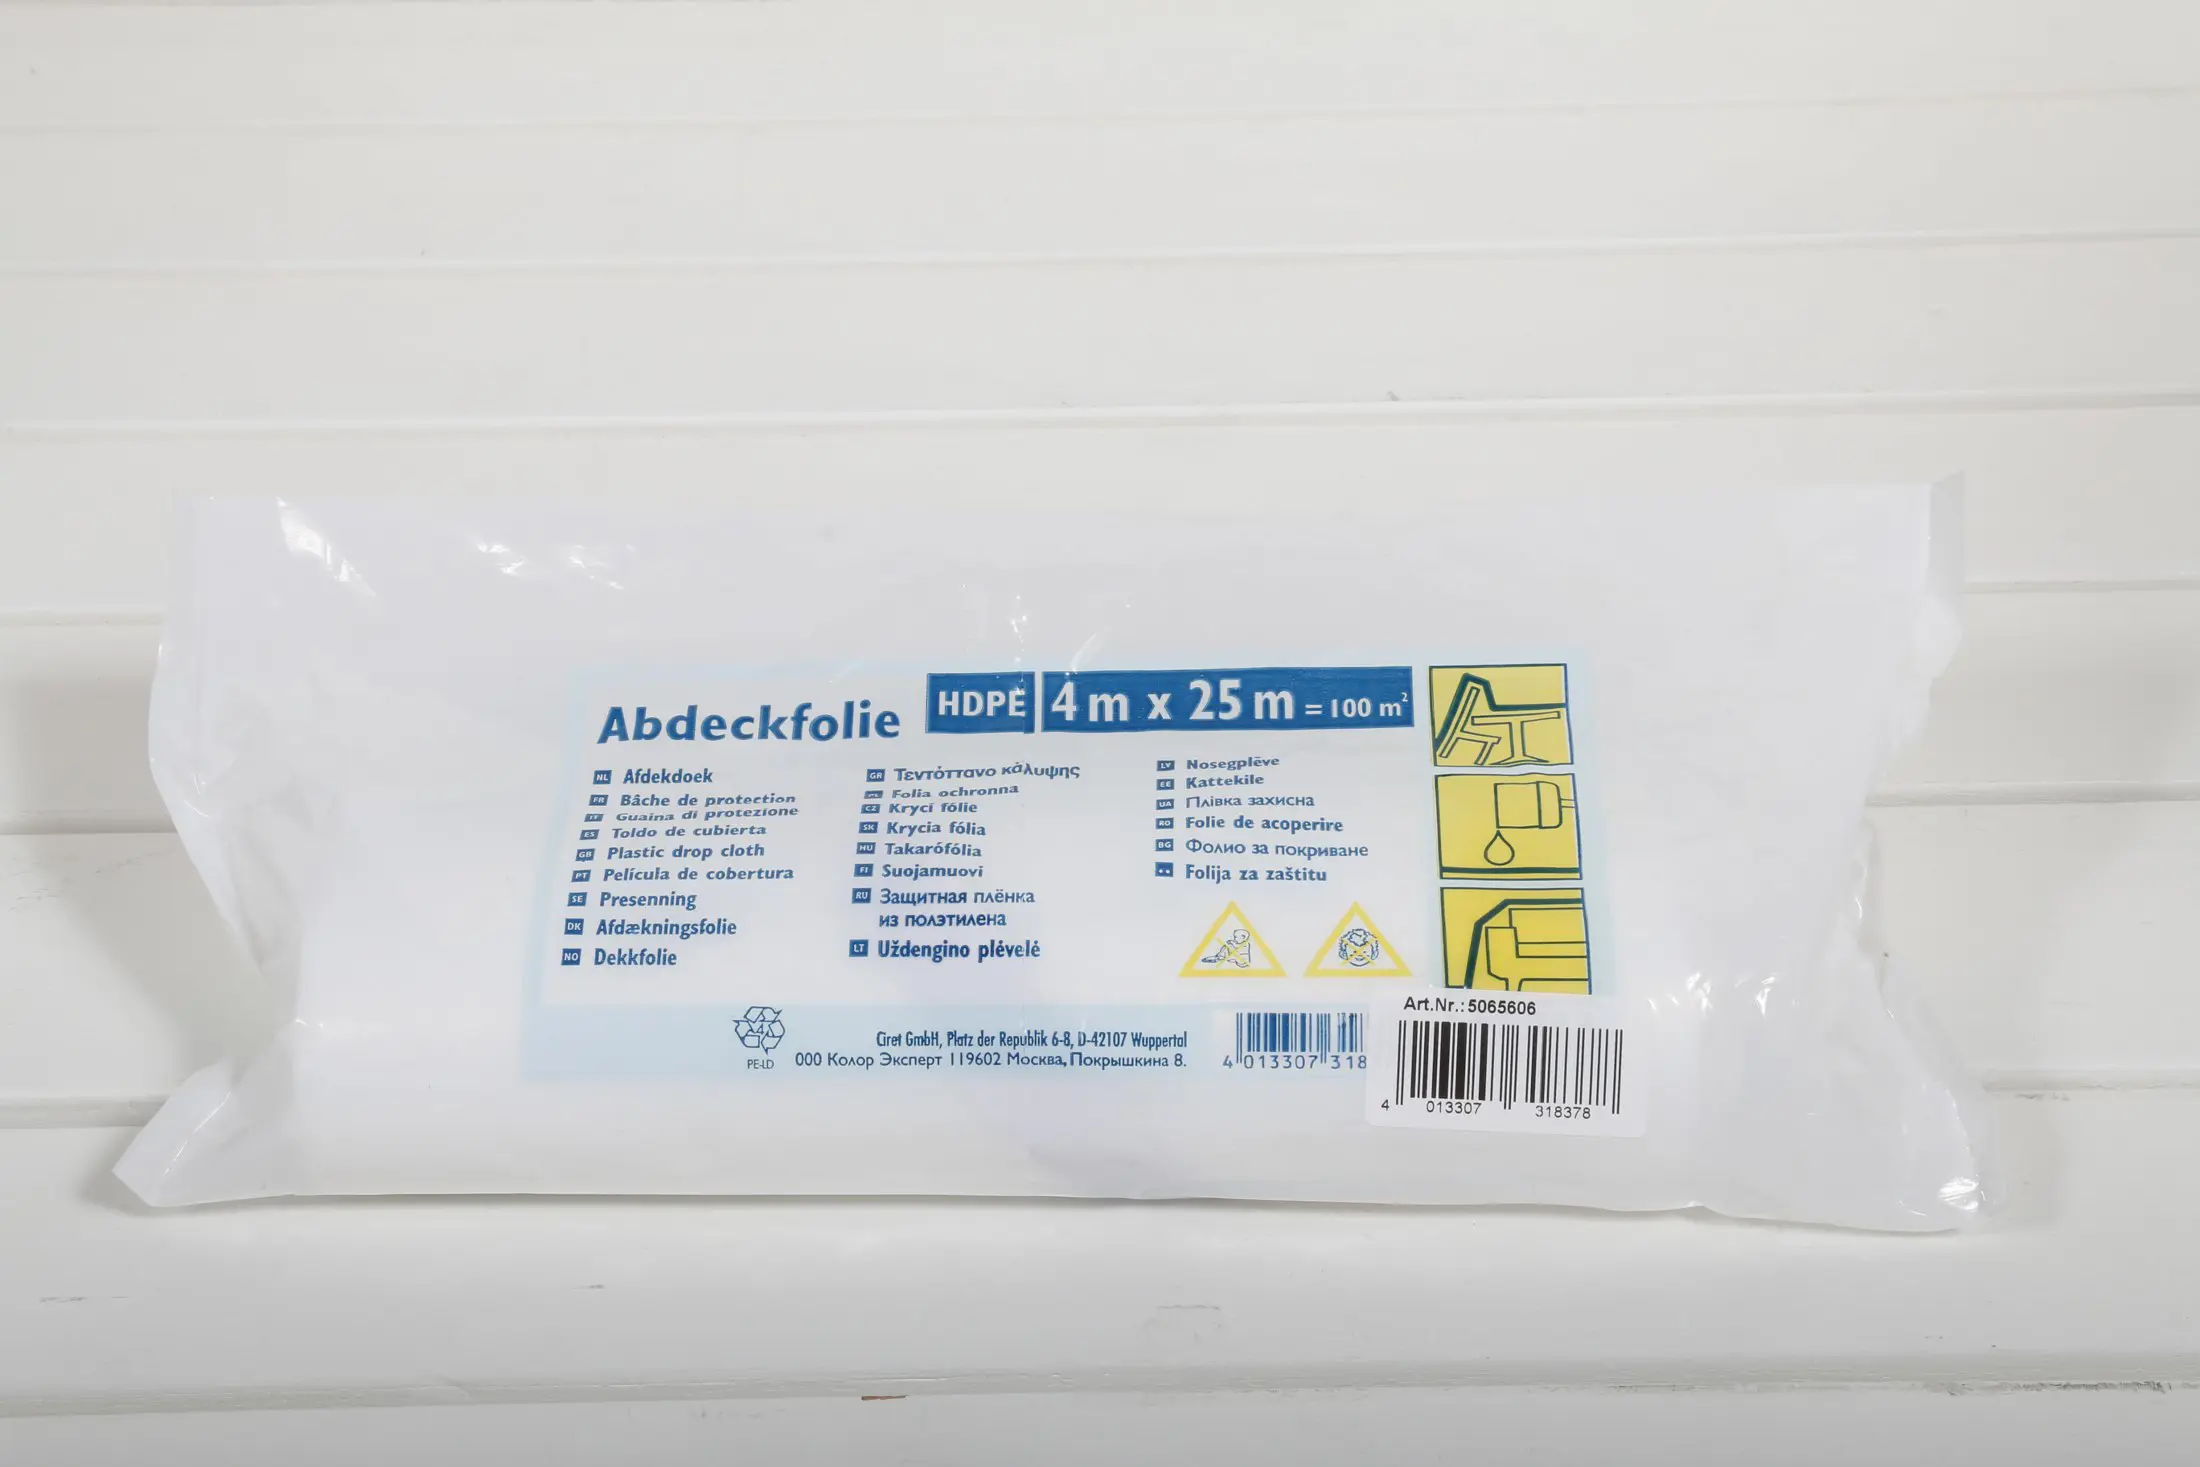 Abdeckfolie HDPE 4 m x 25 m = 100 m²
NL Afdekdoek
FR Bâche de protection
IT Guaina di protezione
ES Toldo de cubierta
GB Plastic drop cloth
PT Película de cobertura
SE Presenning
DK Afdækningsfolie
NO Dekkfolie
GR Τεντόπανο κάλυψης
PL Folia ochronna
CZ Krycí fólie
SK Krycia fólia
HU Takarófólia
FI Suojamuovi
RU Защитная плёнка
из полэтилена
LT Uždengino plėvelė
LV Nosegplēve
EE Kattekile
UA Плівка захисна
RO Folie de acoperire
BG Фолио за покриване
Folija za zaštitu
4
PE-LD
Ciret GmbH, Platz der Republik 6-8, D-42107 Wuppertal
ООО Колор Эксперт 119602 Москва, Покрышкина 8.
4 013307 318
Art.Nr.: 5065606
4 013307 318378